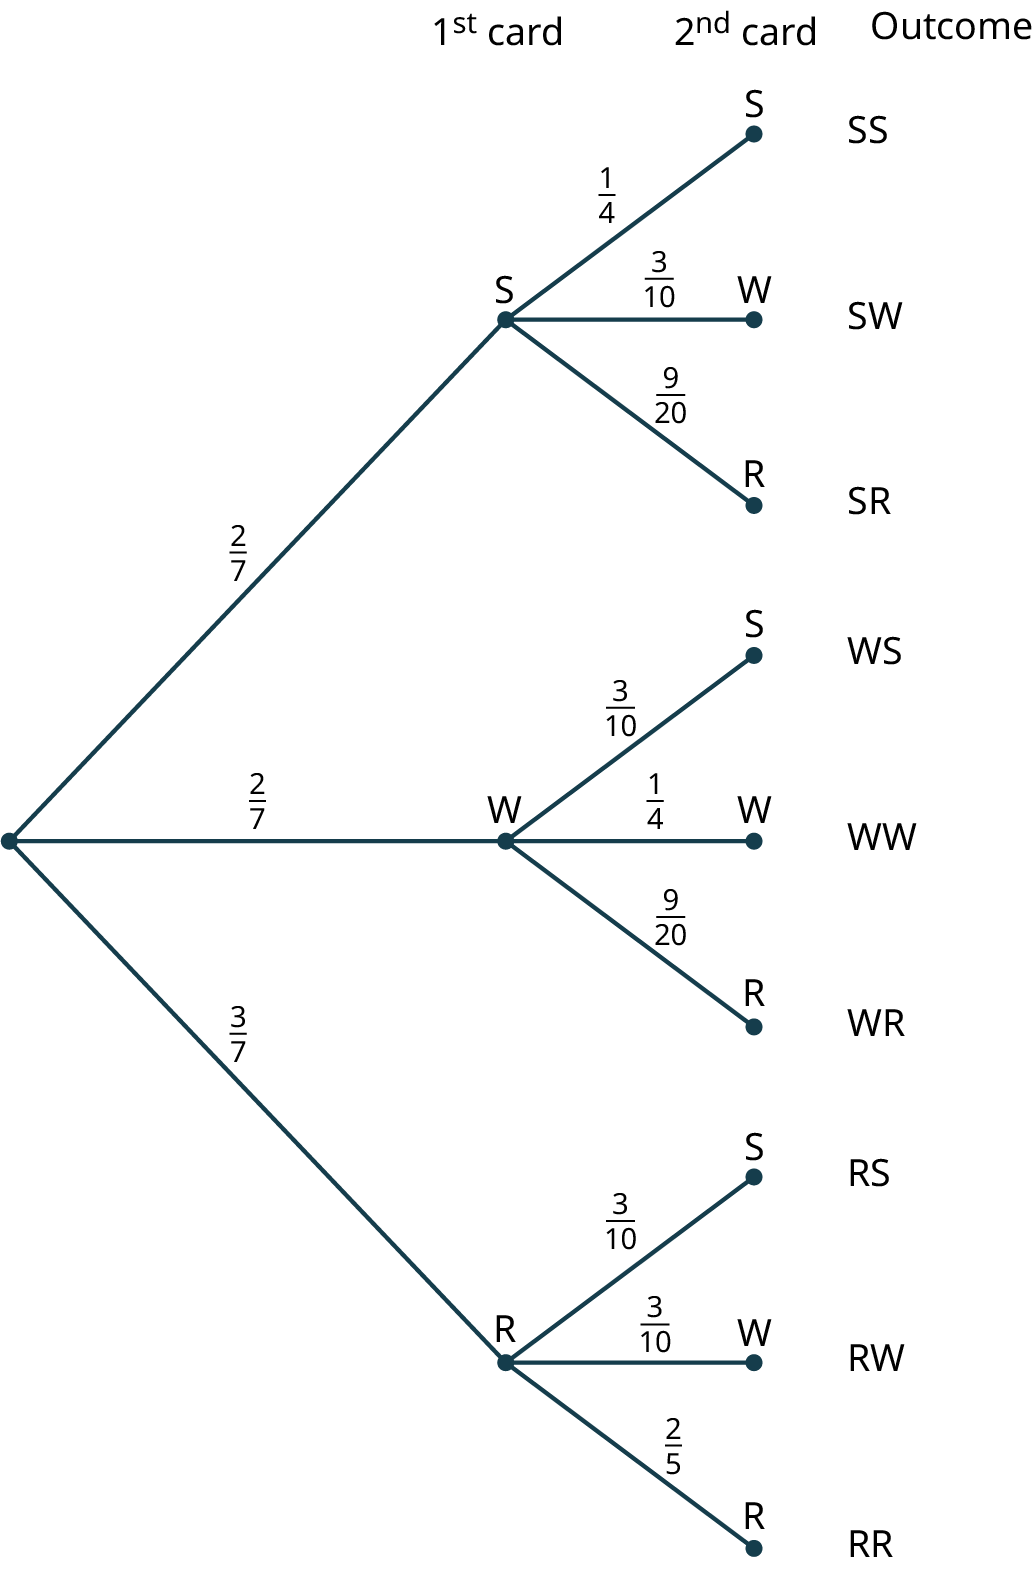 1st card 2nd card Outcome
S
SS
1/4
3/10
S
W
SW
9/20
R
SR
2/7
S
WS
3/10
2/7
1/4
W
W
WW
9/20
R
WR
3/7
S
RS
3/10
3/10
R
W
RW
2/5
R
RR